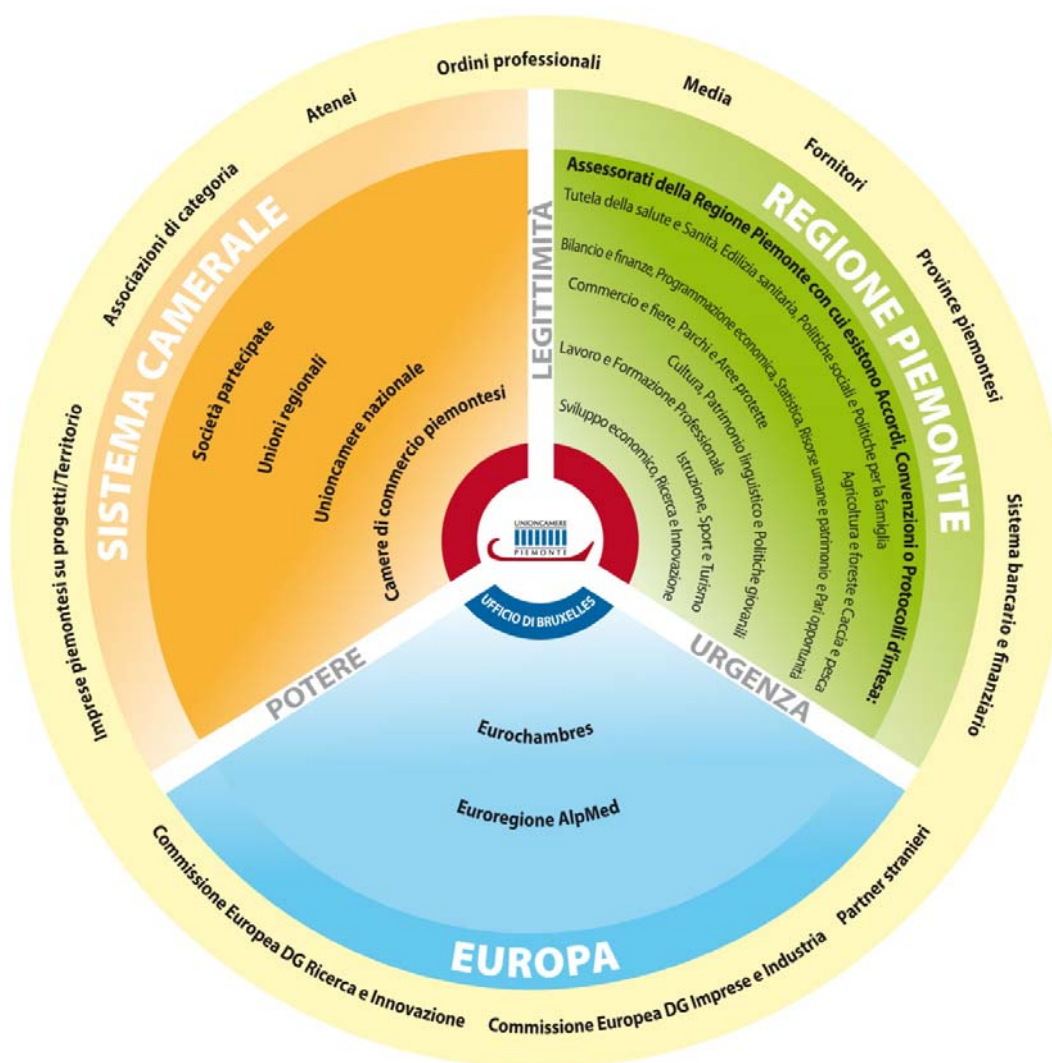 Imprese piemontesi su progetti/Territorio
Associazioni di categoria
Atenei
Ordini professionali
Media
Fornitori
Province piemontesi
Sistema bancario e finanziario
Partner stranieri
Commissione Europea DG Imprese e Industria
Commissione Europea DG Ricerca e Innovazione
SISTEMA CAMERALE
Società partecipate
Unioni regionali
Unioncamere nazionale
Camere di commercio piemontesi
LEGITTIMITÀ
REGIONE PIEMONTE
Assessorati della Regione Piemonte con cui esistono Accordi, Convenzioni o Protocolli d'intesa:
Tutela della salute e Sanità, Edilizia sanitaria, Politiche sociali e Politiche per la famiglia
Agricoltura e foreste e Caccia e pesca
Bilancio e finanze, Programmazione economica, Statistica, Risorse umane e patrimonio e Pari opportunità
Commercio e fiere, Parchi e Aree protette
Cultura, Patrimonio linguistico e Politiche giovanili
Lavoro e Formazione Professionale
Istruzione, Sport e Turismo
Sviluppo economico, Ricerca e Innovazione
UNIONCAMERE
PIEMONTE
UFFICIO DI BRUXELLES
POTERE
URGENZA
Eurochambres
Euroregione AlpMed
EUROPA